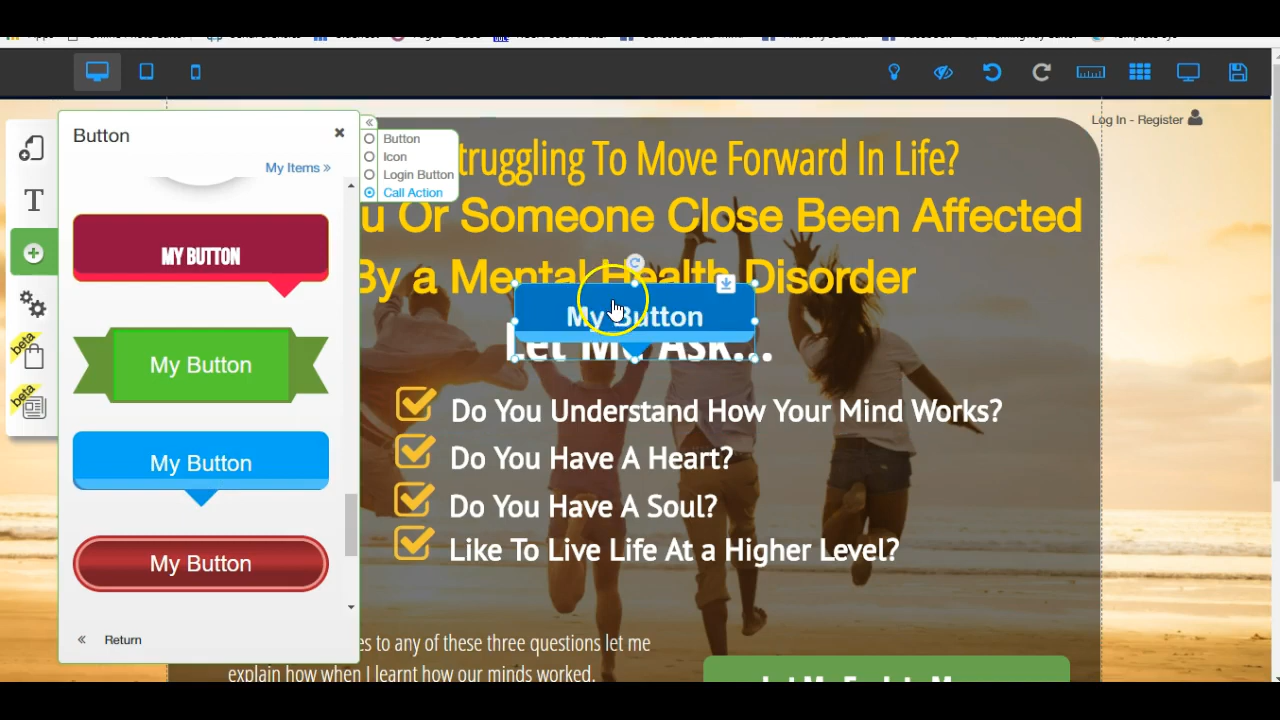 Button
My Items »
MY BUTTON
My Button
My Button
My Button
« Return
Button
Icon
Login Button
Call Action
Log In - Register
truggling To Move Forward In Life?
u Or Someone Close Been Affected
By a Mental Health Disorder
My Button
Let Me Ask...
Do You Understand How Your Mind Works?
Do You Have A Heart?
Do You Have A Soul?
Like To Live Life At a Higher Level?
es to any of these three questions let me
explain how when I learnt how our minds worked.
beta
beta